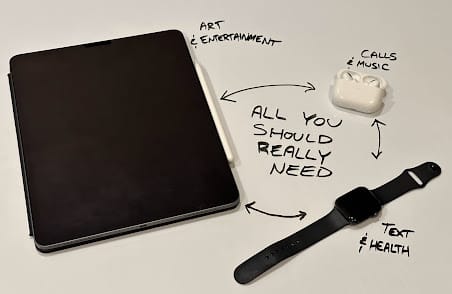 ART
& ENTERTAINMENT
CALLS
& MUSIC
ALL YOU
SHOULD
REALLY
NEED
TEXT
& HEALTH